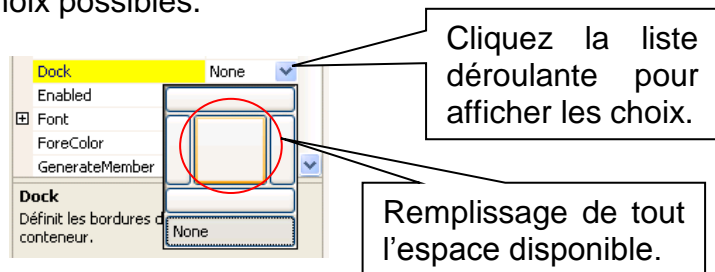 choix possibles.
Cliquez la liste
déroulante pour
afficher les choix.
Dock None
Enabled
Font
ForeColor
GenerateMember
Dock
Définit les bordures d
conteneur.
None
Remplissage de tout
l'espace disponible.